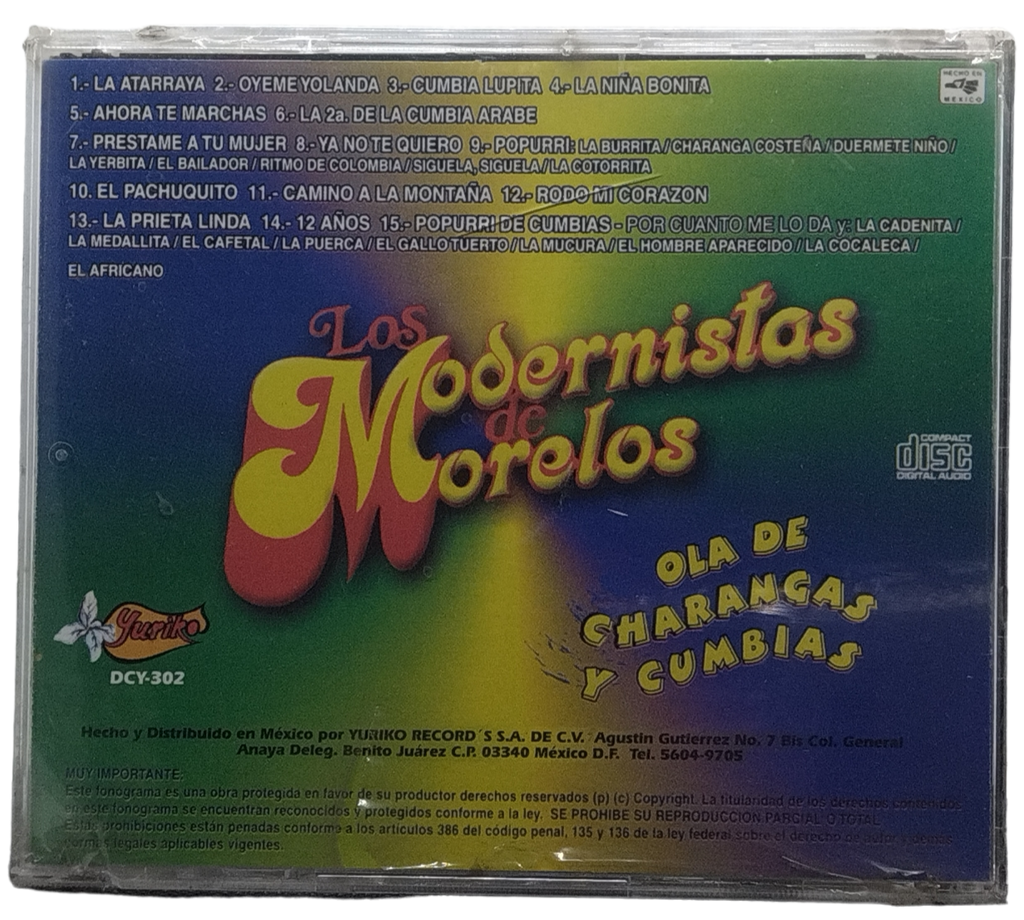 1.- LA ATARRAYA 2.- OYEME YOLANDA 3.- CUMBIA LUPITA 4.- LA NIÑA BONITA
HECHO EN
MEXICO
5.- AHORA TE MARCHAS 6.- LA 2a. DE LA CUMBIA ARABE
7.- PRESTAME A TU MUJER 8.- YA NO TE QUIERO 9.- POPURRI: LA BURRITA / CHARANGA COSTEÑA / DUERMETE NIÑO /
LA YERBITA / EL BAILADOR / RITMO DE COLOMBIA / SIGUELA, SIGUELA / LA COTORRITA
10. EL PACHUQUITO 11.- CAMINO A LA MONTAÑA 12.- RODO MI CORAZON
13.- LA PRIETA LINDA 14.- 12 AÑOS 15.- POPURRI DE CUMBIAS - POR CUANTO ME LO DA y: LA CADENITA /
LA MEDALLITA / EL CAFETAL / LA PUERCA / EL GALLO TUERTO / LA MUCURA / EL HOMBRE APARECIDO / LA COCALECA /
EL AFRICANO
Los
Modernistas
de
Morelos
COMPACT
disc
DIGITAL AUDIO
OLA DE
CHARANGAS
Y CUMBIAS
Yuriko
DCY-302
Hecho y Distribuido en México por YURIKO RECORD´S S.A. DE C.V. Agustin Gutierrez No. 7 Bis Col. General
Anaya Deleg. Benito Juárez C.P. 03340 México D.F. Tel. 5604-9705
MUY IMPORTANTE:
Este fonograma es una obra protegida en favor de su productor derechos reservados (p) (c) Copyright. La titularidad de los derechos contenidos
en este fonograma se encuentran reconocidos y protegidos conforme a la ley. SE PROHIBE SU REPRODUCCION PARCIAL O TOTAL
Estas prohibiciones están penadas conforme a los articulos 386 del código penal, 135 y 136 de la ley federal sobre el derecho de autor y demas
normas legales aplicables vigentes.